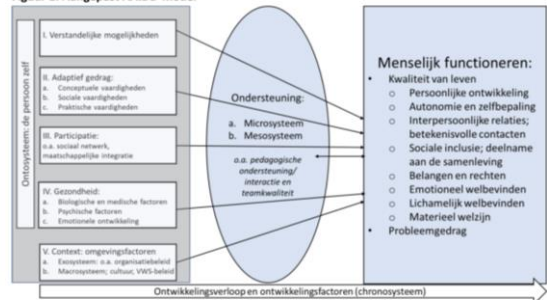 Ontosysteem: de persoon zelf
I. Verstandelijke mogelijkheden
II. Adaptief gedrag:
a. Conceptuele vaardigheden
b. Sociale vaardigheden
c. Praktische vaardigheden
III. Participatie:
o.a. sociaal netwerk,
maatschappelijke integratie
IV. Gezondheid:
a. Biologische en medische factoren
b. Psychische factoren
c. Emotionele ontwikkeling
V. Context: omgevingsfactoren
a. Exosysteem: o.a. organisatiebeleid
b. Macrosysteem; cultuur, VWS-beleid
Ondersteuning:
a. Microsysteem
b. Mesosysteem
o.a. pedagogische
ondersteuning/
interactie en
teamkwaliteit
Menselijk functioneren:
• Kwaliteit van leven
o Persoonlijke ontwikkeling
o Autonomie en zelfbepaling
o Interpersoonlijke relaties;
betekenisvolle contacten
o Sociale inclusie; deelname
aan de samenleving
o Belangen en rechten
o Emotioneel welbevinden
o Lichamelijk welbevinden
o Materieel welzijn
• Probleemgedrag
Ontwikkelingsverloop en ontwikkelingsfactoren (chronosysteem)